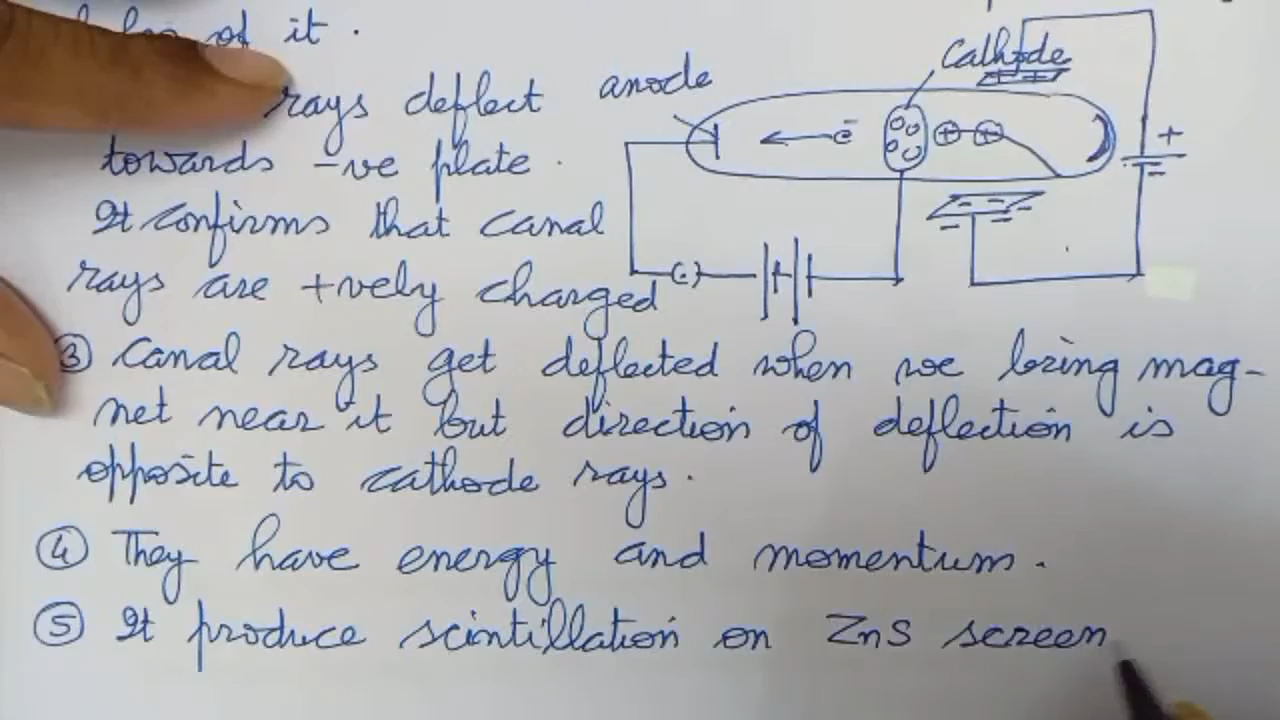 of it.
rays deflect
towards -ve plate.
It confirms that canal
rays are +vely charged
anode
Cathode
e-
+
③ Canal rays get deflected when we bring mag-
net near it but direction of deflection is
opposite to cathode rays.
④ They have energy and momentum.
⑤ It produce scintillation on ZnS screen